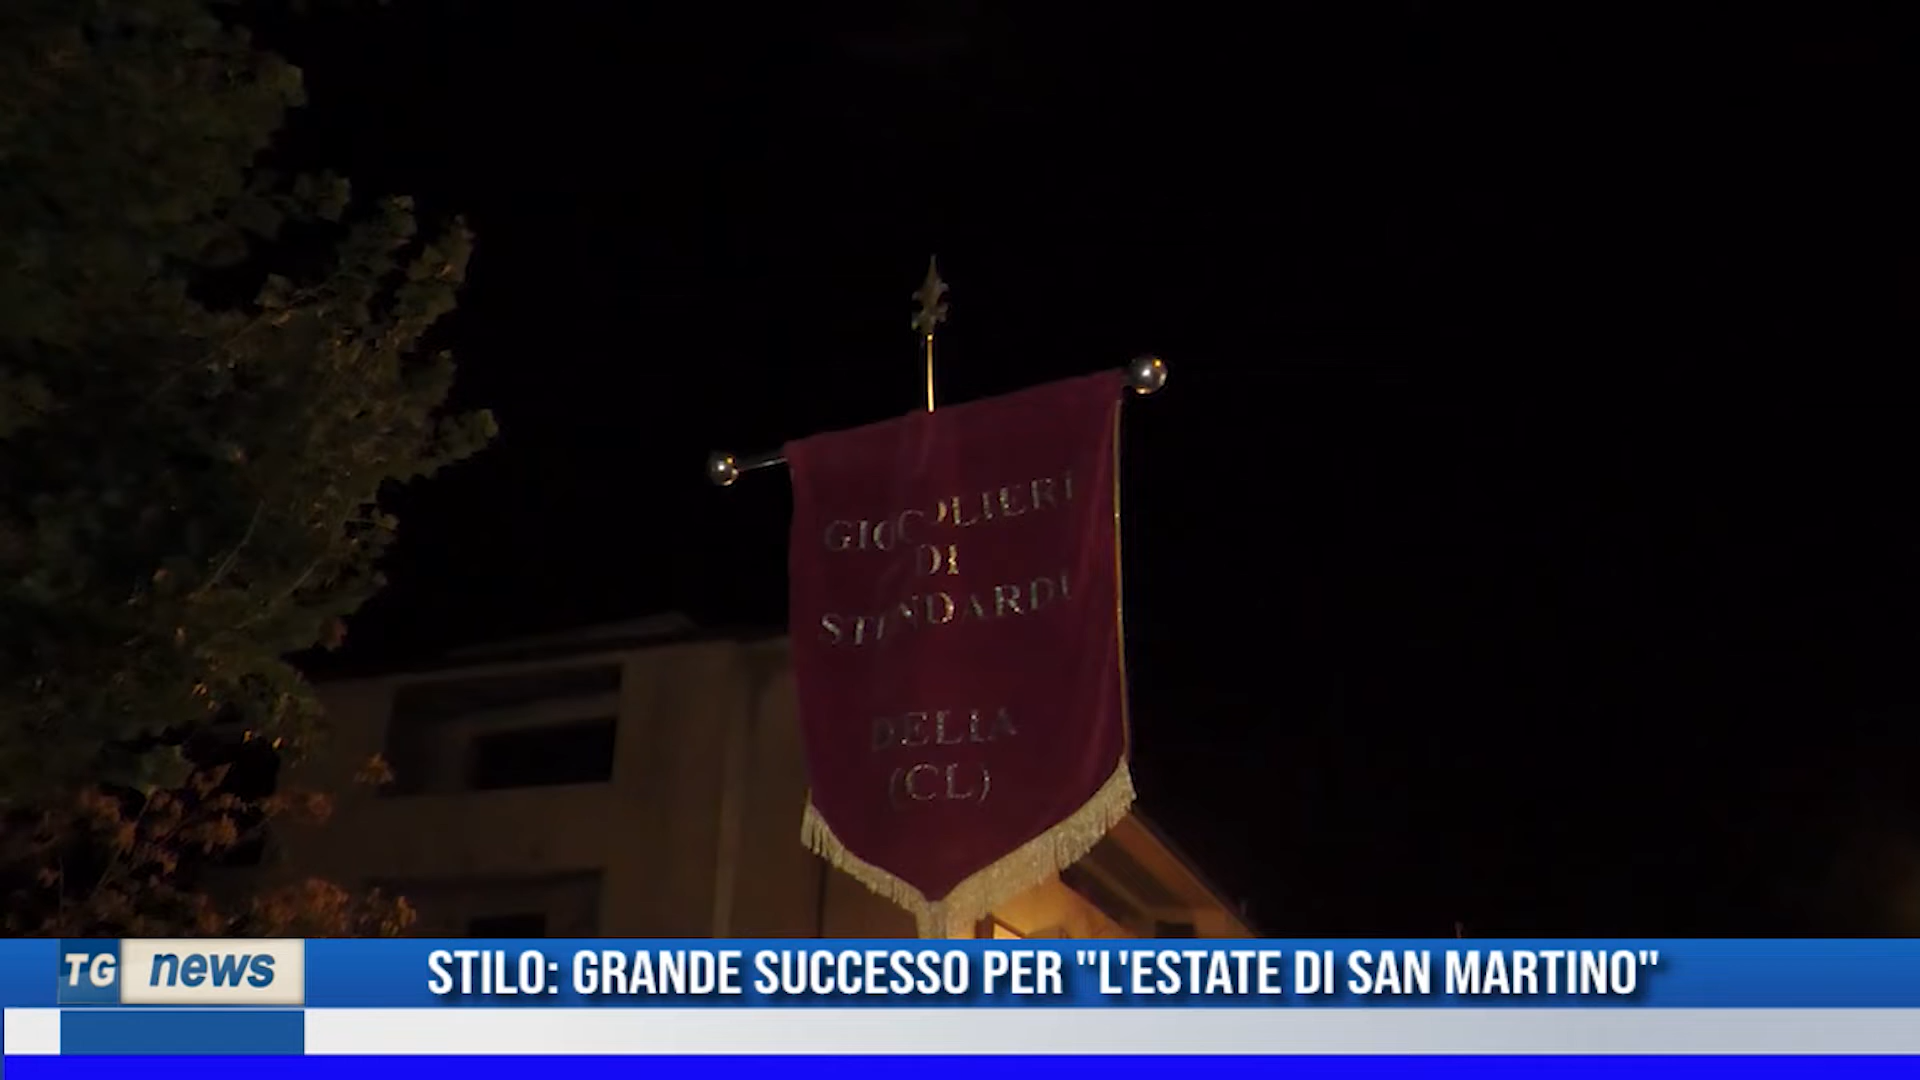 GIOCOLIERI
DI
STENDARDI
DELIA
(CL)
TG news
STILO: GRANDE SUCCESSO PER "L'ESTATE DI SAN MARTINO"